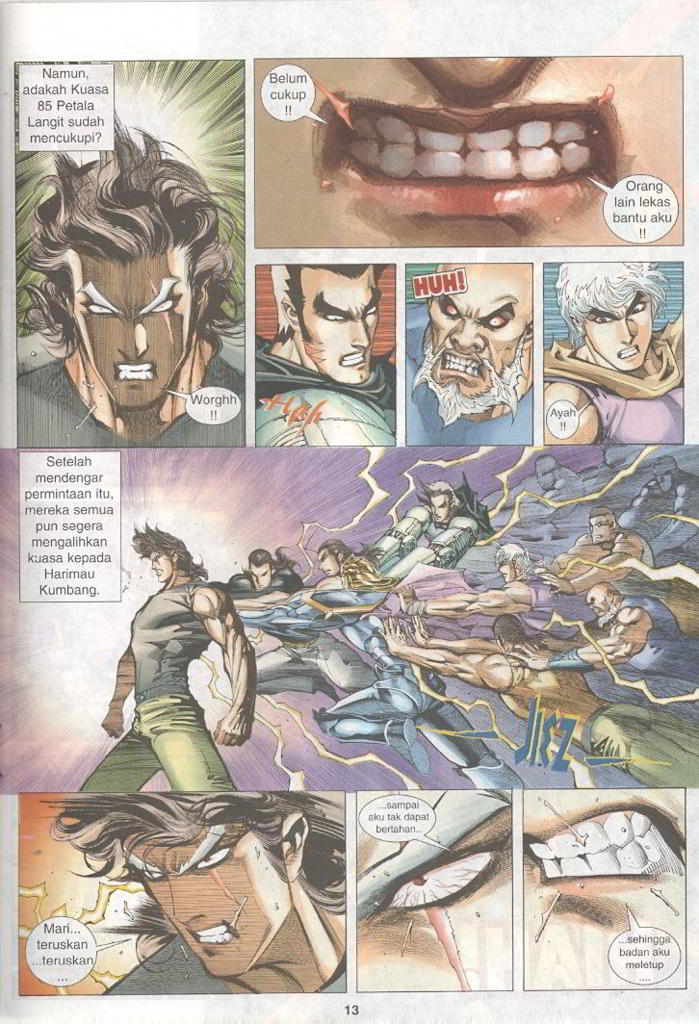 Namun,
adakah Kuasa
85 Petala
Langit sudah
mencukupi?
Worghh
!!
Belum
cukup
!!
Orang
lain lekas
bantu aku
!!
HUH!
Ayah
!!
Setelah
mendengar
permintaan itu,
mereka semua
pun segera
mengalihkan
kuasa kepada
Harimau
Kumbang.
Mari...
teruskan
...teruskan
...
...sampai
aku tak dapat
bertahan..
...sehingga
badan aku
meletup
....
13